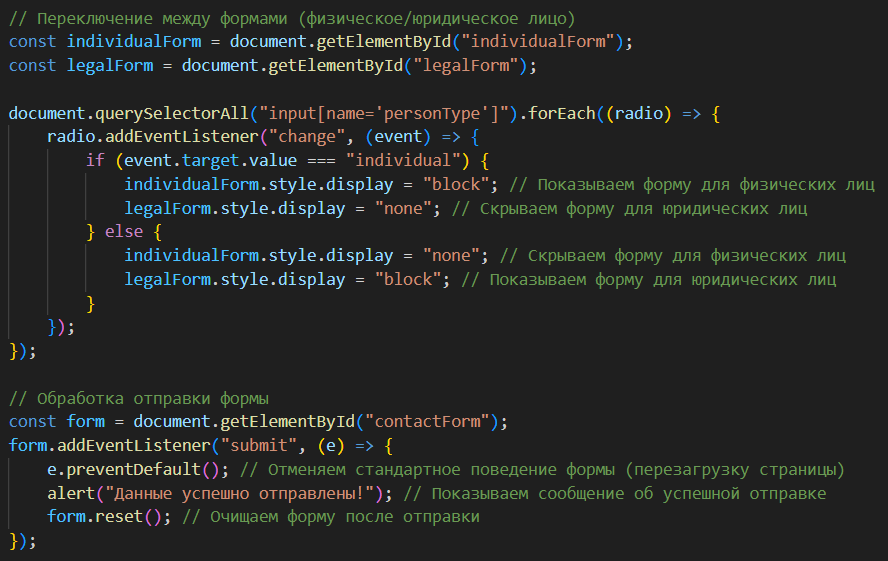 // Переключение между формами (физическое/юридическое лицо)
const individualForm = document.getElementById("individualForm");
const legalForm = document.getElementById("legalForm");

document.querySelectorAll("input[name='personType']").forEach((radio) => {
    radio.addEventListener("change", (event) => {
        if (event.target.value === "individual") {
            individualForm.style.display = "block"; // Показываем форму для физических лиц
            legalForm.style.display = "none"; // Скрываем форму для юридических лиц
        } else {
            individualForm.style.display = "none"; // Скрываем форму для физических лиц
            legalForm.style.display = "block"; // Показываем форму для юридических лиц
        }
    });
});

// Обработка отправки формы
const form = document.getElementById("contactForm");
form.addEventListener("submit", (e) => {
    e.preventDefault(); // Отменяем стандартное поведение формы (перезагрузку страницы)
    alert("Данные успешно отправлены!"); // Показываем сообщение об успешной отправке
    form.reset(); // Очищаем форму после отправки
});